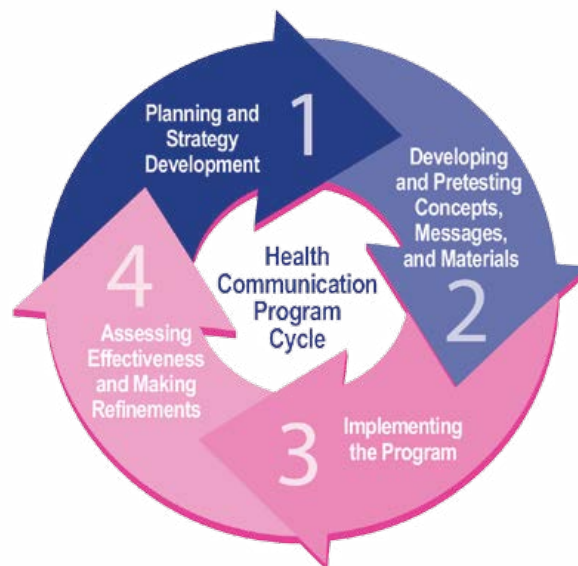 Planning and
Strategy
Development
1
Developing
and Pretesting
Concepts,
Messages,
and Materials
2
Implementing
the Program
3
Assessing
Effectiveness
and Making
Refinements
4
Health
Communication
Program
Cycle